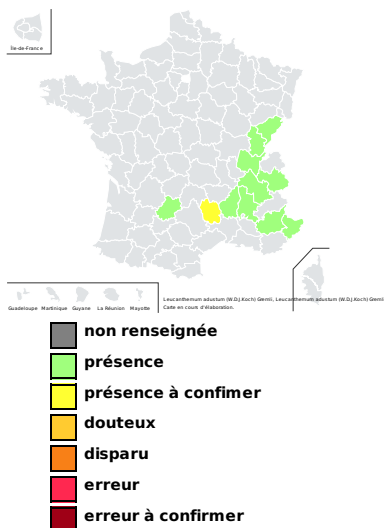 Île-de-France
Guadeloupe Martinique Guyane La Réunion Mayotte
Leucanthemum adustum (W.D.J.Koch) Gremli, Leucanthemum adustum (W.D.J.Koch) Gremli
Carte en cours d'élaboration.
non renseignée
présence
présence à confimer
douteux
disparu
erreur
erreur à confirmer